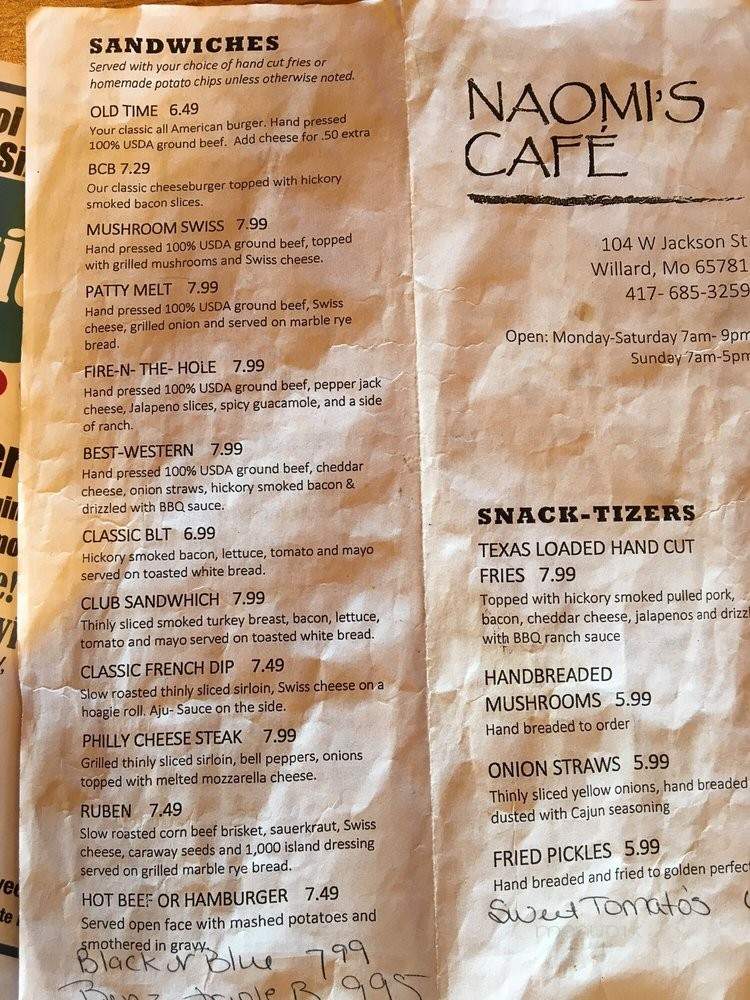 SANDWICHES
Served with your choice of hand cut fries or
homemade potato chips unless otherwise noted.
OLD TIME 6.49
Your classic all American burger. Hand pressed
100% USDA ground beef. Add cheese for .50 extra
BCB 7.29
Our classic cheeseburger topped with hickory
smoked bacon slices.
MUSHROOM SWISS 7.99
Hand pressed 100% USDA ground beef, topped
with grilled mushrooms and Swiss cheese.
PATTY MELT 7.99
Hand pressed 100% USDA ground beef, Swiss
cheese, grilled onion and served on marble rye
bread.
FIRE-N- THE- HOLE 7.99
Hand pressed 100% USDA ground beef, pepper jack
cheese, Jalapeno slices, spicy guacamole, and a side
of ranch.
BEST-WESTERN 7.99
Hand pressed 100% USDA ground beef, cheddar
cheese, onion straws, hickory smoked bacon &
drizzled with BBQ sauce.
CLASSIC BLT 6.99
Hickory smoked bacon, lettuce, tomato and mayo
served on toasted white bread.
CLUB SANDWHICH 7.99
Thinly sliced smoked turkey breast, bacon, lettuce,
tomato and mayo served on toasted white bread.
CLASSIC FRENCH DIP 7.49
Slow roasted thinly sliced sirloin, Swiss cheese on a
hoagie roll. Aju- Sauce on the side.
PHILLY CHEESE STEAK 7.99
Grilled thinly sliced sirloin, bell peppers, onions
topped with melted mozzarella cheese.
RUBEN 7.49
Slow roasted corn beef brisket, sauerkraut, Swiss
cheese, caraway seeds and 1,000 island dressing
served on grilled marble rye bread.
HOT BEEF OR HAMBURGER 7.49
Served open face with mashed potatoes and
smothered in gravy.
Black n Blue 799
B 995
NAOMI'S
CAFÉ
104 W Jackson St
Willard, Mo 65781
417- 685-3259
Open: Monday-Saturday 7am- 9pm
Sunday 7am-5pm
SNACK-TIZERS
TEXAS LOADED HAND CUT
FRIES 7.99
Topped with hickory smoked pulled pork,
bacon, cheddar cheese, jalapenos and drizzl
with BBQ ranch sauce
HANDBREADED
MUSHROOMS 5.99
Hand breaded to order
ONION STRAWS 5.99
Thinly sliced yellow onions, hand breaded
dusted with Cajun seasoning
FRIED PICKLES 5.99
Hand breaded and fried to golden perfec
Sweet Tomato's